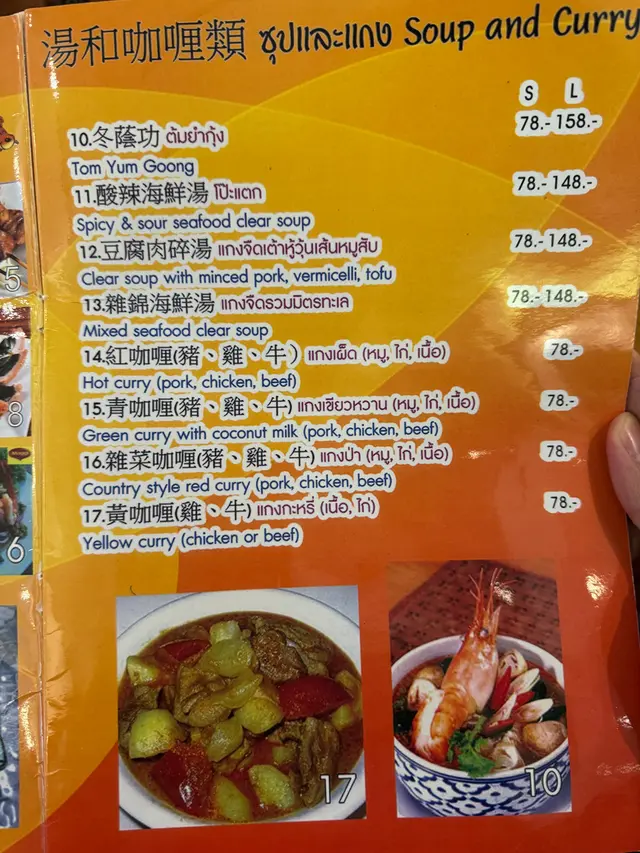 湯和咖喱類 ซุปและแกง Soup and Curry
S L
10.冬蔭功 ต้มยำกุ้ง 78.- 158.-
Tom Yum Goong
11.酸辣海鮮湯 โป๊ะแตก 78.- 148.-
Spicy & sour seafood clear soup
12.豆腐肉碎湯 แกงจืดเต้าหู้วุ้นเส้นหมูสับ 78.- 148.-
Clear soup with minced pork, vermicelli, tofu
13.雜錦海鮮湯 แกงจืดรวมมิตรทะเล 78.- 148.-
Mixed seafood clear soup
14.紅咖喱(豬、雞、牛) แกงเผ็ด (หมู, ไก่, เนื้อ) 78.-
Hot curry (pork, chicken, beef)
15.青咖喱(豬、雞、牛) แกงเขียวหวาน (หมู, ไก่, เนื้อ) 78.-
Green curry with coconut milk (pork, chicken, beef)
16.雜菜咖喱(豬、雞、牛) แกงป่า (หมู, ไก่, เนื้อ) 78.-
Country style red curry (pork, chicken, beef)
17.黃咖喱(雞、牛) แกงกะหรี่ (เนื้อ, ไก่) 78.-
Yellow curry (chicken or beef)
5
8
6
17
10